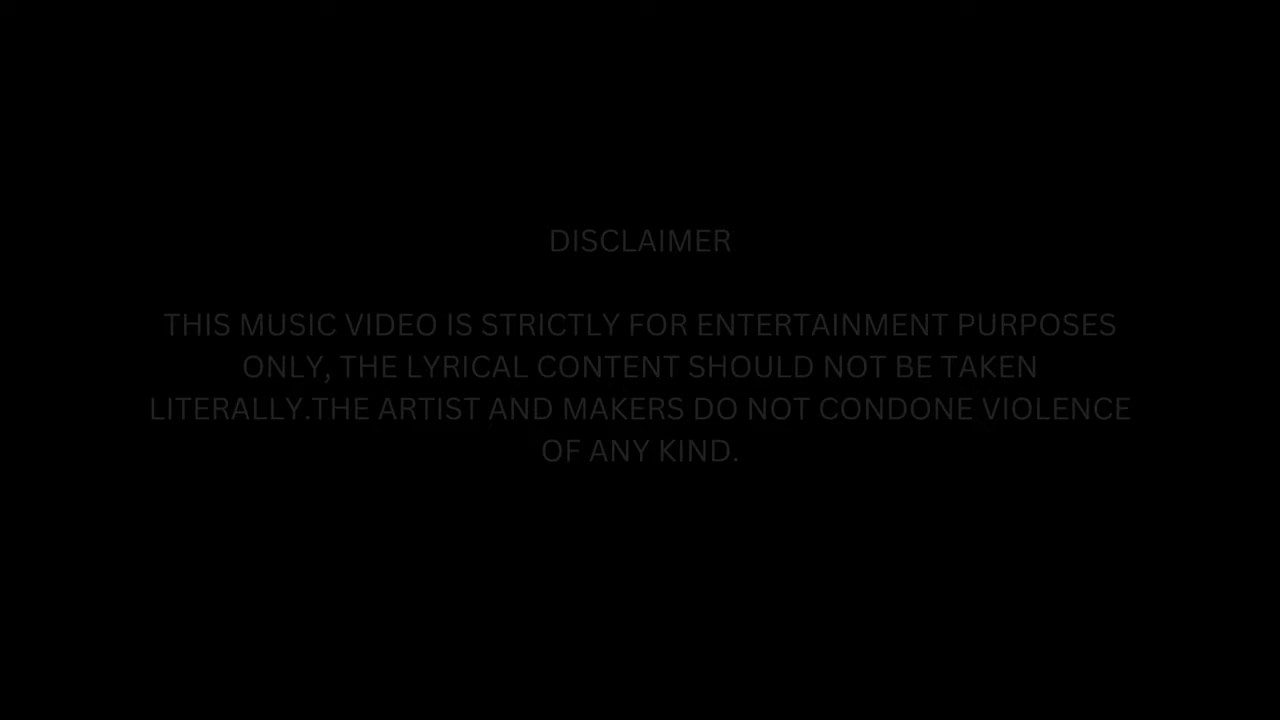 DISCLAIMER
THIS MUSIC VIDEO IS STRICTLY FOR ENTERTAINMENT PURPOSES
ONLY, THE LYRICAL CONTENT SHOULD NOT BE TAKEN
LITERALLY.THE ARTIST AND MAKERS DO NOT CONDONE VIOLENCE
OF ANY KIND.